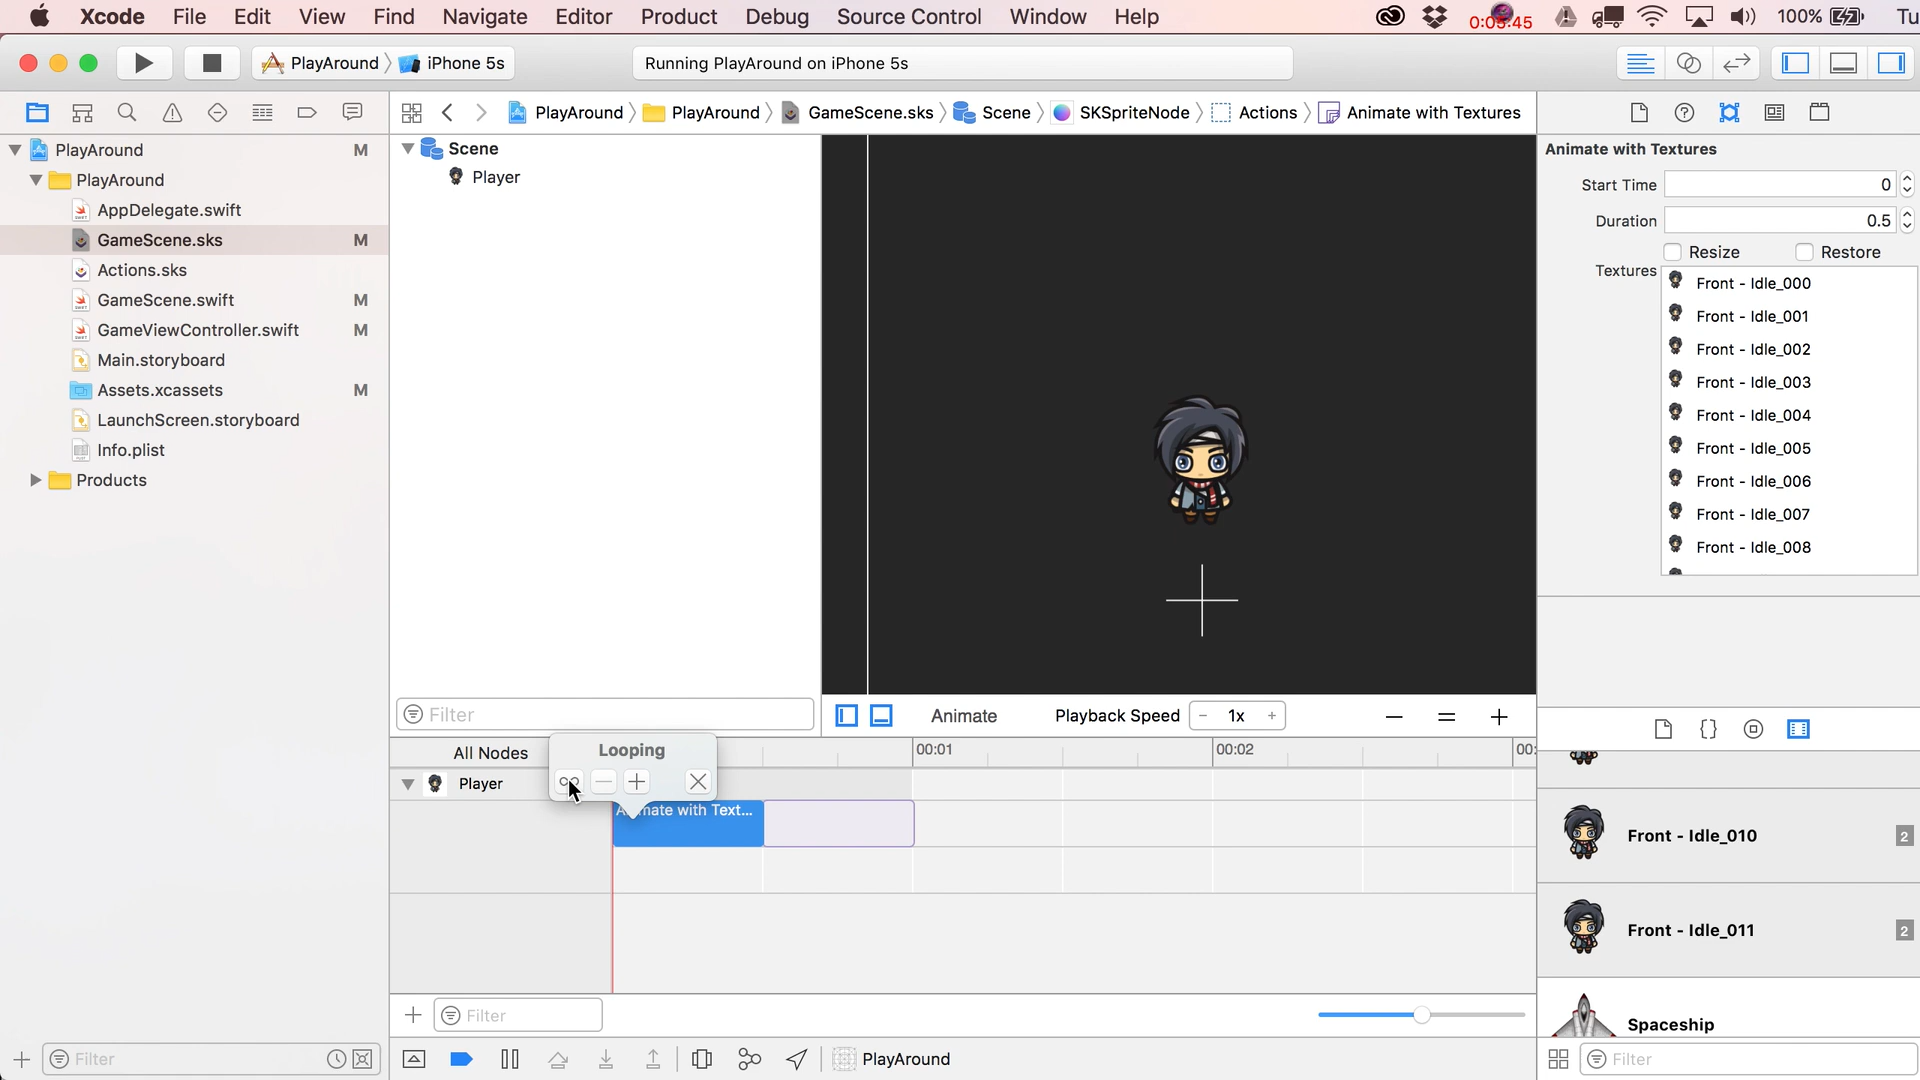 Xcode File Edit View Find Navigate Editor Product Debug Source Control Window Help 0:05:45 100% Tu
PlayAround iPhone 5s Running PlayAround on iPhone 5s
PlayAround PlayAround GameScene.sks Scene SKSpriteNode Actions Animate with Textures
PlayAround M
PlayAround
AppDelegate.swift
GameScene.sks M
Actions.sks
GameScene.swift M
GameViewController.swift M
Main.storyboard
Assets.xcassets M
LaunchScreen.storyboard
Info.plist
Products
Filter
Scene
Player
Filter
Animate Playback Speed - 1x +
All Nodes 00:01 00:02 00:
Looping
Player
Animate with Text...
Filter
PlayAround
Animate with Textures
Start Time 0
Duration 0.5
Resize Restore
Textures
Front - Idle_000
Front - Idle_001
Front - Idle_002
Front - Idle_003
Front - Idle_004
Front - Idle_005
Front - Idle_006
Front - Idle_007
Front - Idle_008
Front - Idle_010 2
Front - Idle_011 2
Spaceship
Filter